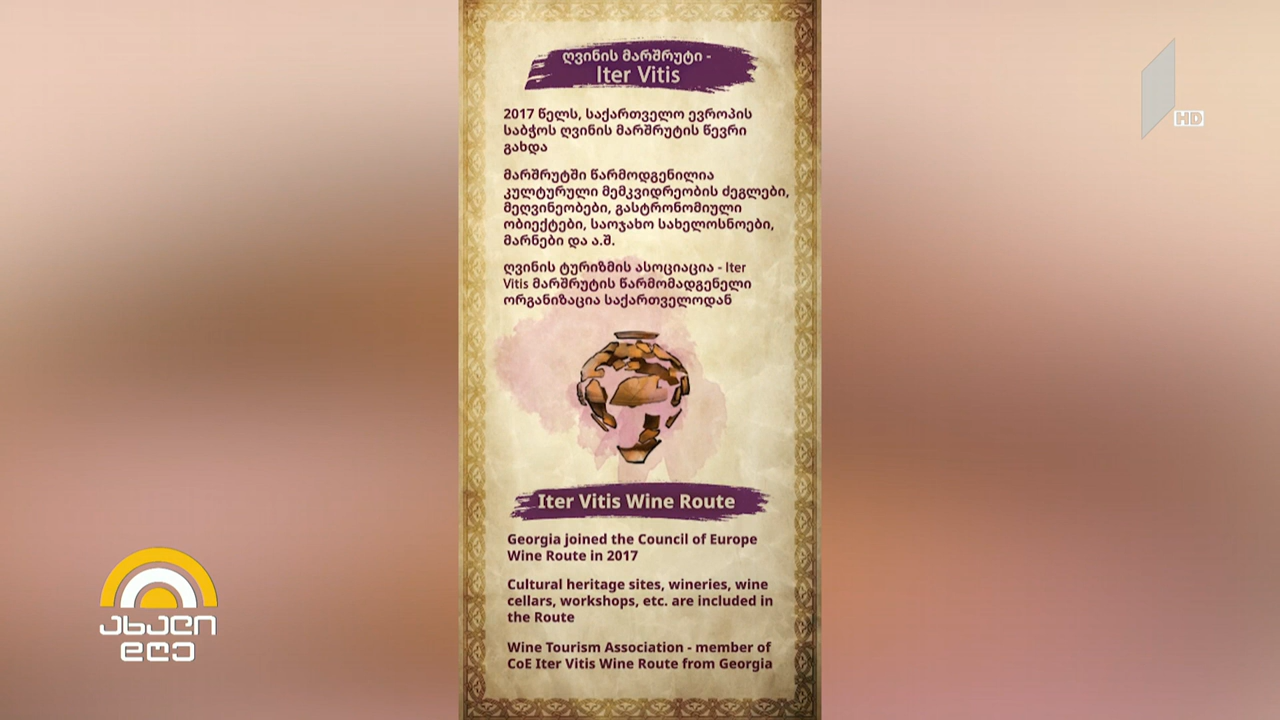 ღვინის მარშრუტი -
Iter Vitis
2017 წელს, საქართველო ევროპის
საბჭოს ღვინის მარშრუტის წევრი
გახდა
მარშრუტში წარმოდგენილია
კულტურული მემკვიდრეობის ძეგლები,
მეღვინეობები, გასტრონომიული
ობიექტები, საოჯახო სახელოსნოები,
მარნები და ა.შ.
ღვინის ტურიზმის ასოციაცია - Iter
Vitis მარშრუტის წარმომადგენელი
ორგანიზაცია საქართველოდან
Iter Vitis Wine Route
Georgia joined the Council of Europe
Wine Route in 2017
Cultural heritage sites, wineries, wine
cellars, workshops, etc. are included in
the Route
Wine Tourism Association - member of
CoE Iter Vitis Wine Route from Georgia
HD
ახალი
დღე